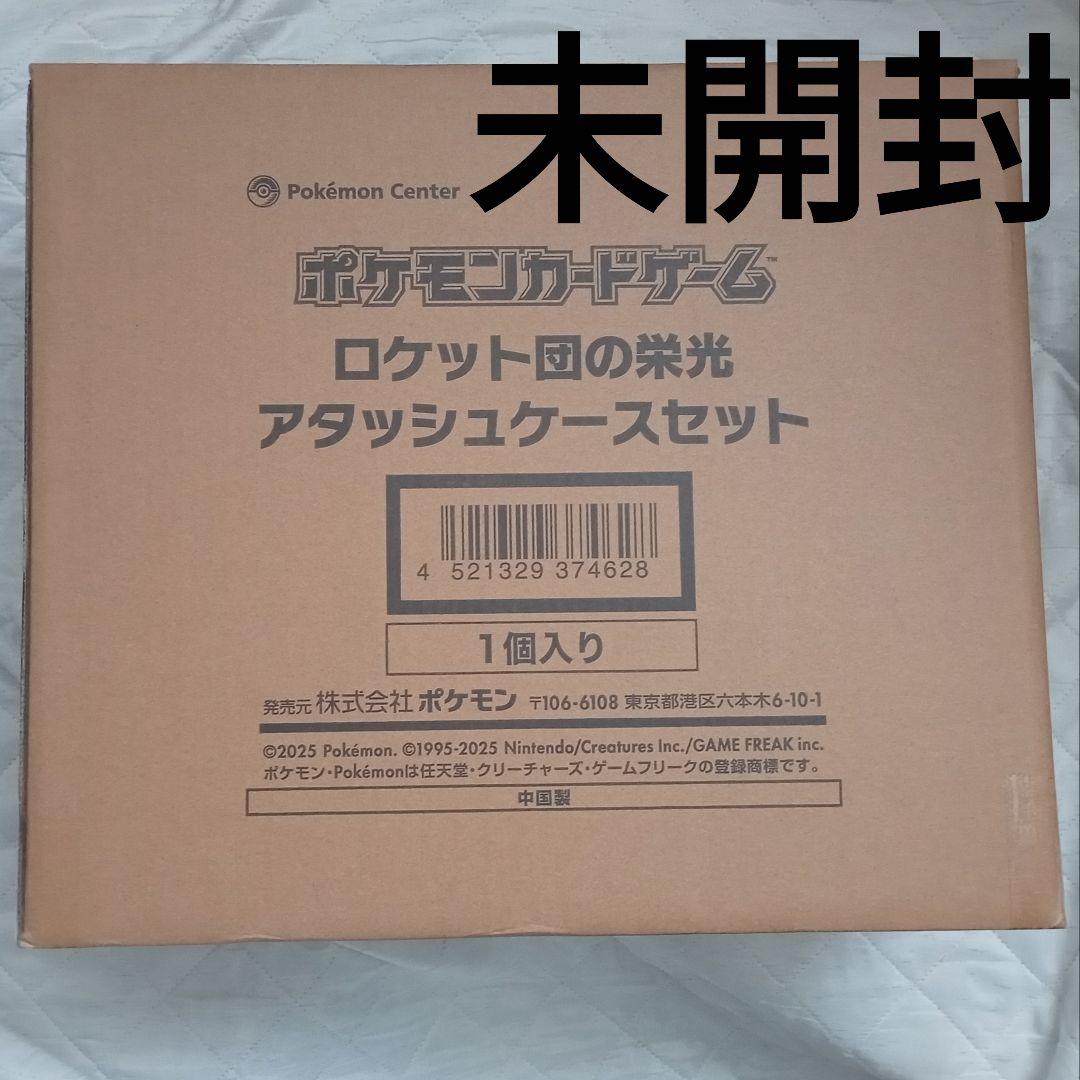 未開封
Pokémon Center
ポケモンカードゲーム™
ロケット団の栄光
アタッシュケースセット
4 521329 374628
1個入り
発売元 株式会社 ポケモン 〒106-6108 東京都港区六本木6-10-1
©2025 Pokémon. ©1995-2025 Nintendo/Creatures Inc./GAME FREAK inc.
ポケモン・Pokémonは任天堂・クリーチャーズ・ゲームフリークの登録商標です。
中国製